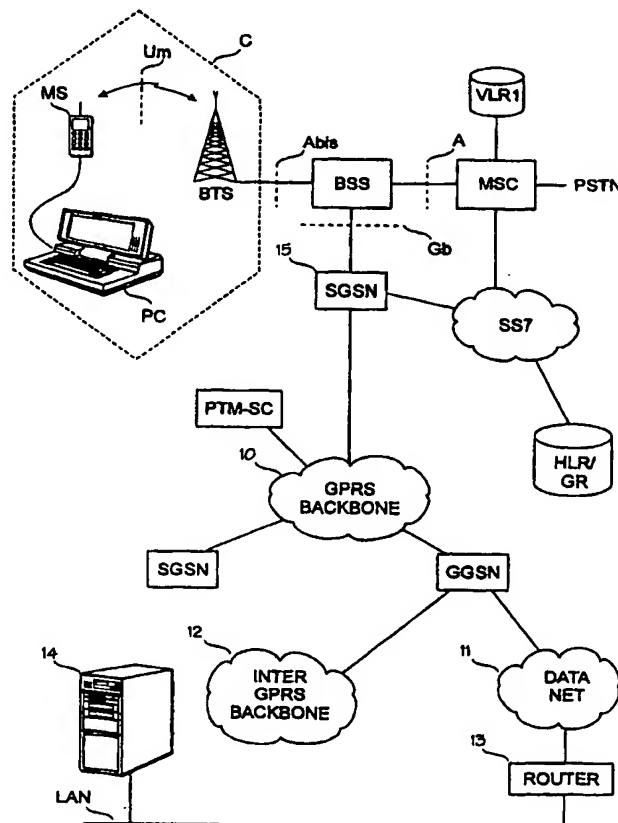 C
Um
MS
VLR1
Abis
A
BTS
BSS
MSC
PSTN
Gb
15
SGSN
PC
SS7
PTM-SC
10
GPRS
BACKBONE
HLR/
GR
SGSN
GGSN
12
14
11
INTER
GPRS
BACKBONE
DATA
NET
13
ROUTER
LAN